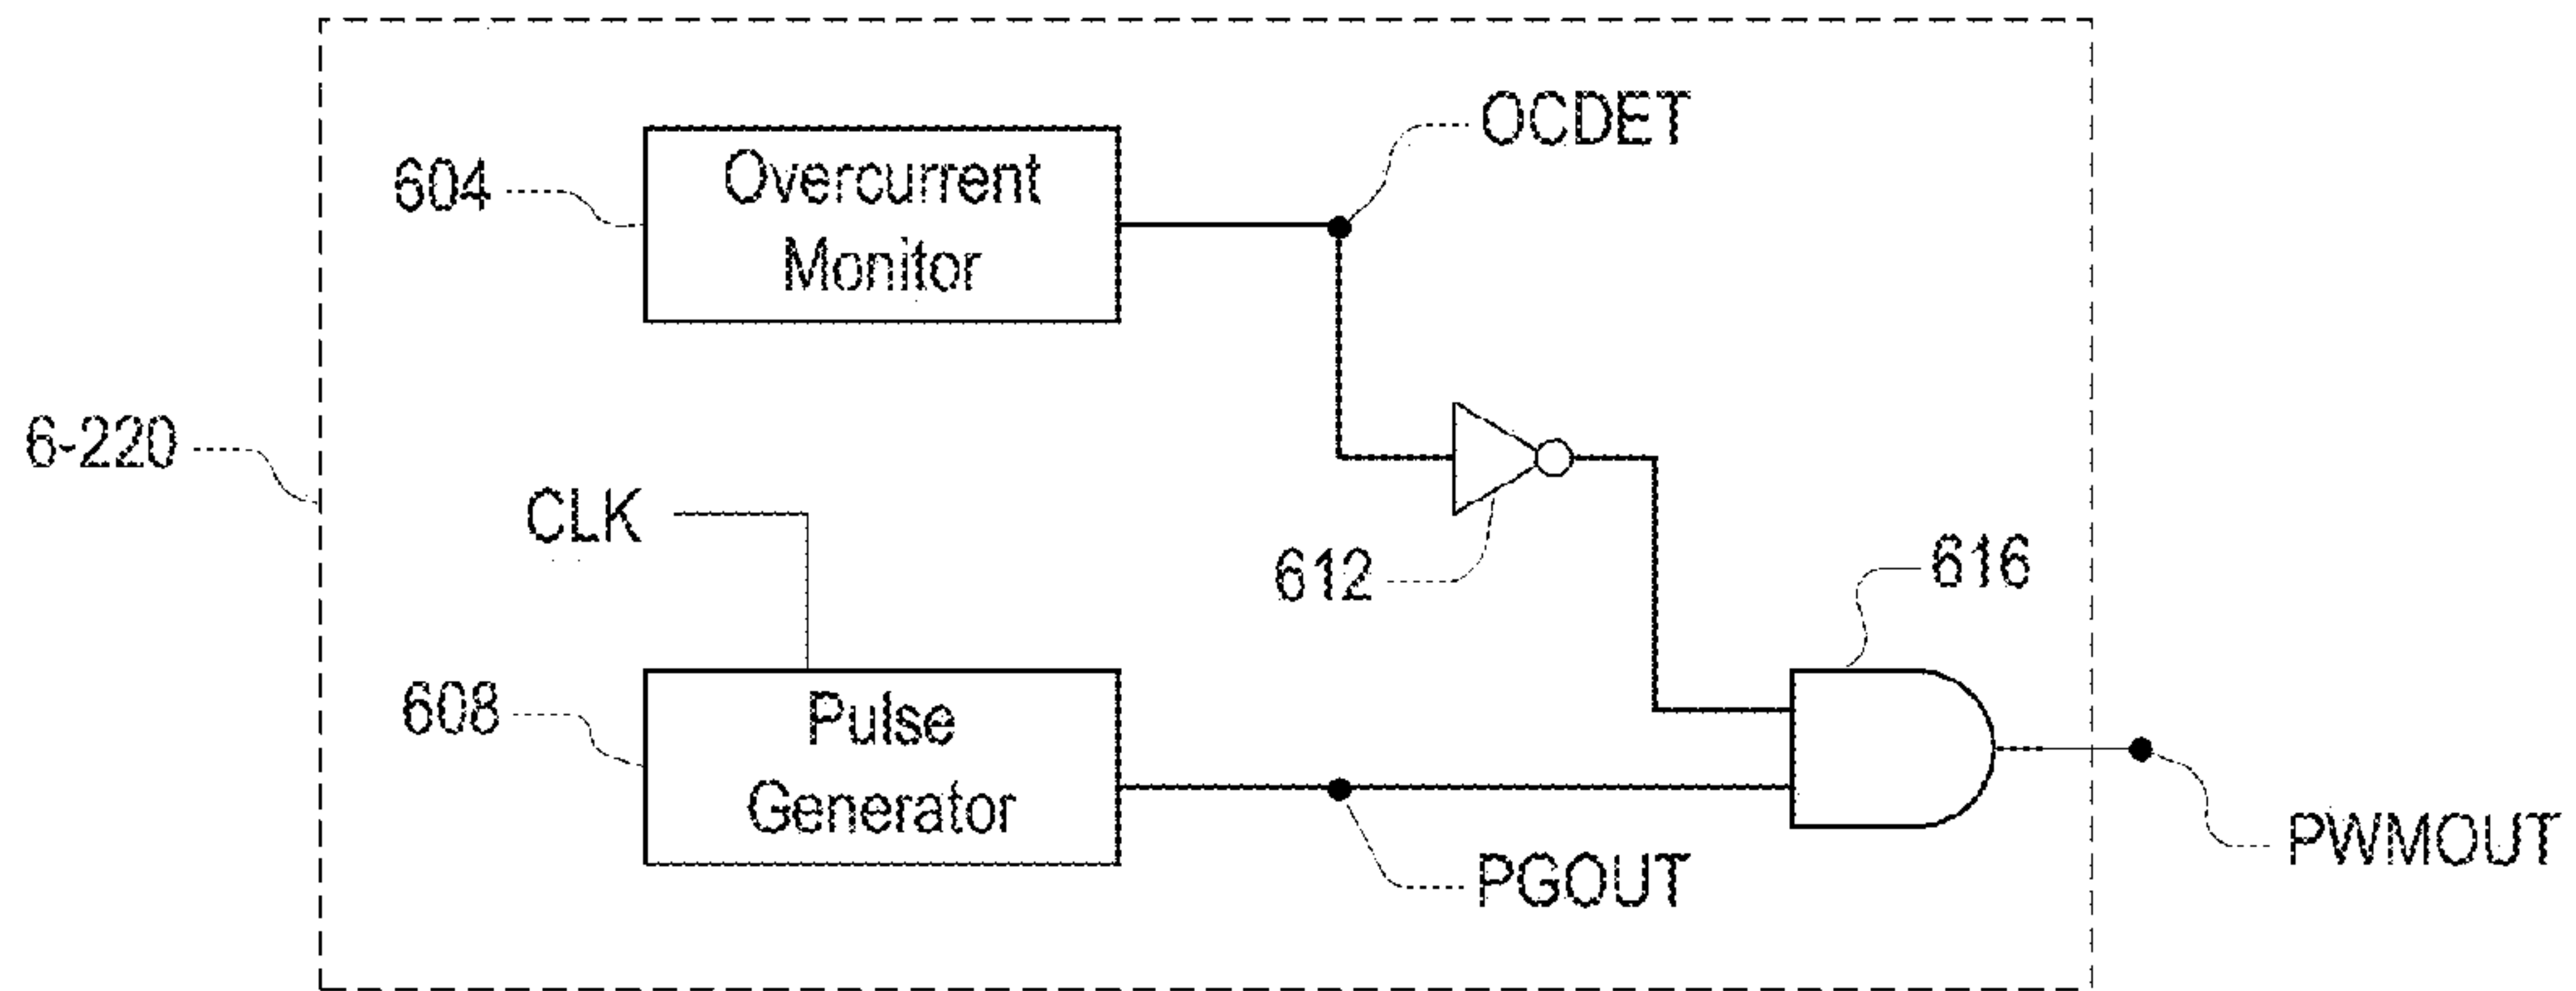 OCDET
604
Overcurrent
Monitor
6-220
CLK
612
616
608
Pulse
Generator
PGOUT
PWMOUT